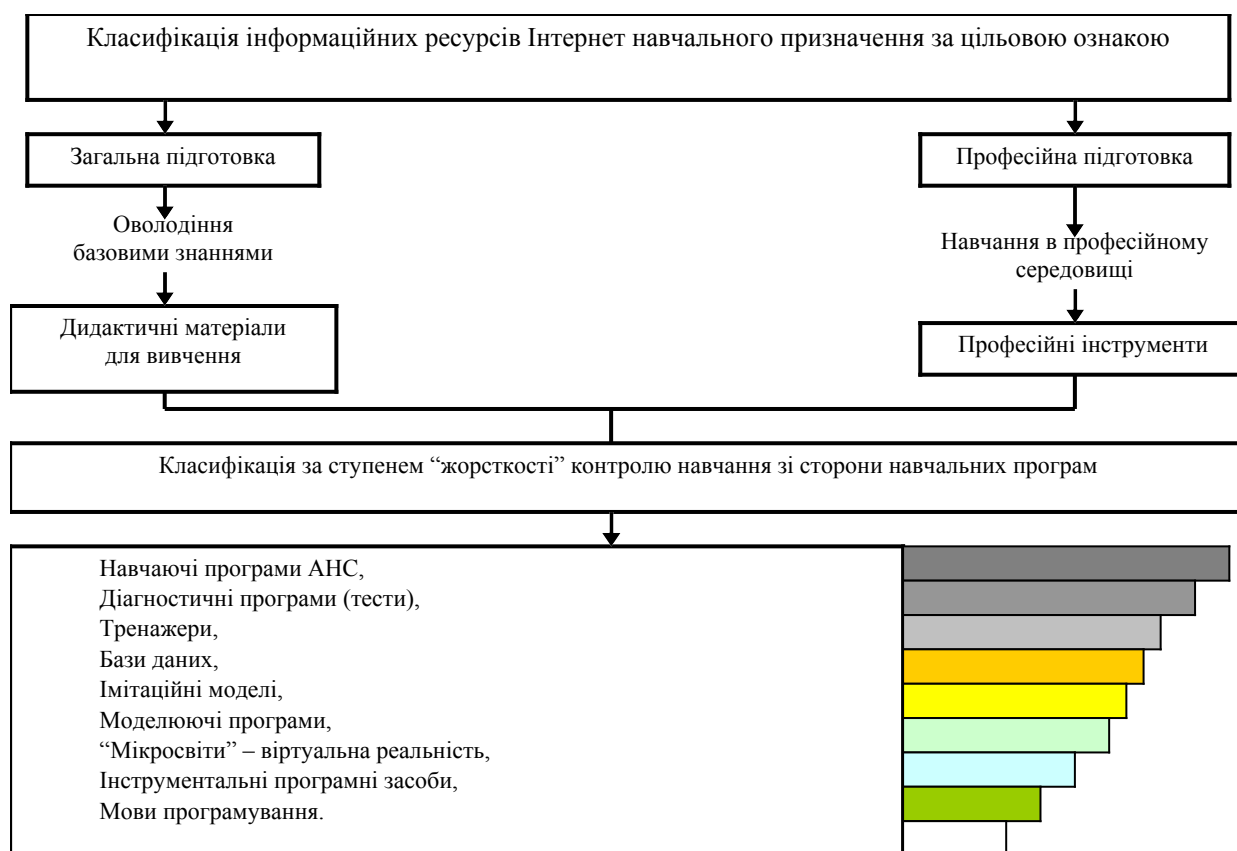 Класифікація інформаційних ресурсів Інтернет навчального призначення за цільовою ознакою
Загальна підготовка
Професійна підготовка
Оволодіння
базовими знаннями
Навчання в професійному
середовищі
Дидактичні матеріали
для вивчення
Професійні інструменти
Класифікація за ступенем “жорсткості” контролю навчання зі сторони навчальних програм
Навчаючі програми АНС,
Діагностичні програми (тести),
Тренажери,
Бази даних,
Імітаційні моделі,
Моделюючі програми,
“Мікросвіти” – віртуальна реальність,
Інструментальні програмні засоби,
Мови програмування.